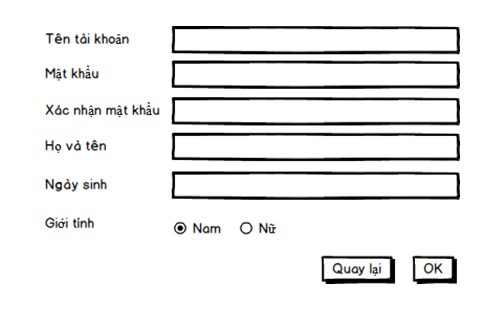 Tên tài khoản
Mật khẩu
Xác nhận mật khẩu
Họ và tên
Ngày sinh
Giới tính Nam Nữ
Quay lại OK